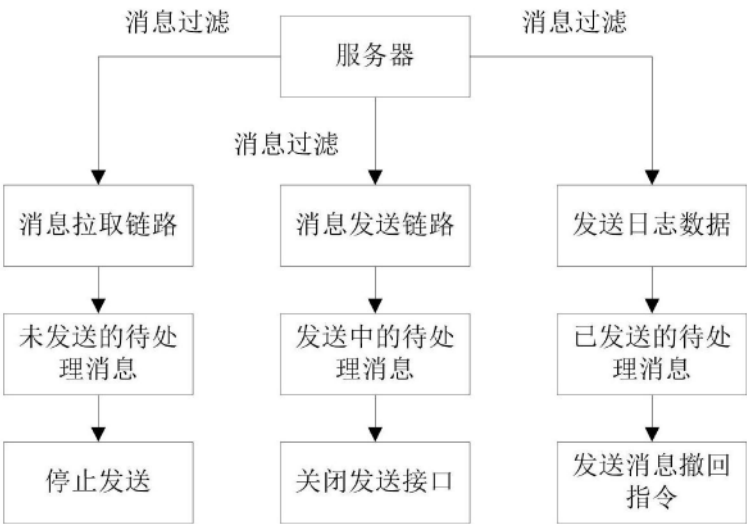 消息过滤
服务器
消息过滤
消息过滤
消息拉取链路
消息发送链路
发送日志数据
未发送的待处
理消息
发送中的待处
理消息
已发送的待处
理消息
停止发送
关闭发送接口
发送消息撤回
指令